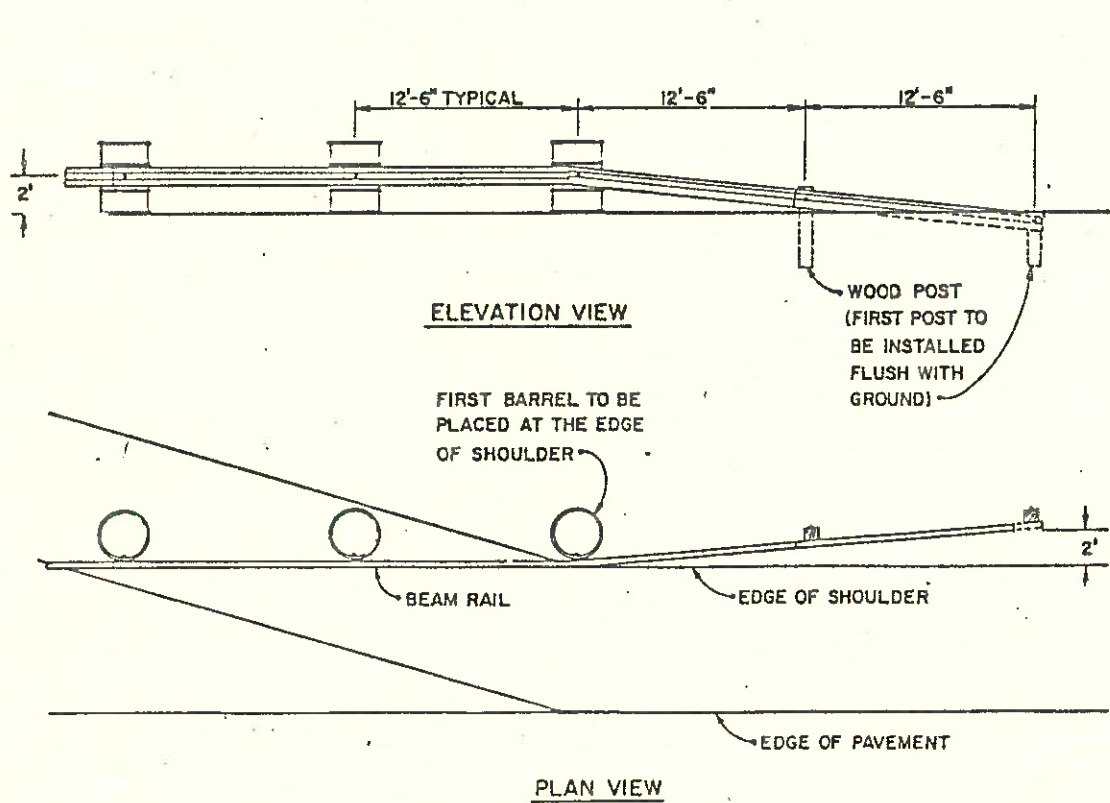 12'-6" TYPICAL
12'-6"
12'-6"
2'
WOOD POST
(FIRST POST TO
BE INSTALLED
FLUSH WITH
GROUND)
ELEVATION VIEW
FIRST BARREL TO BE
PLACED AT THE EDGE
OF SHOULDER
2'
BEAM RAIL
EDGE OF SHOULDER
EDGE OF PAVEMENT
PLAN VIEW